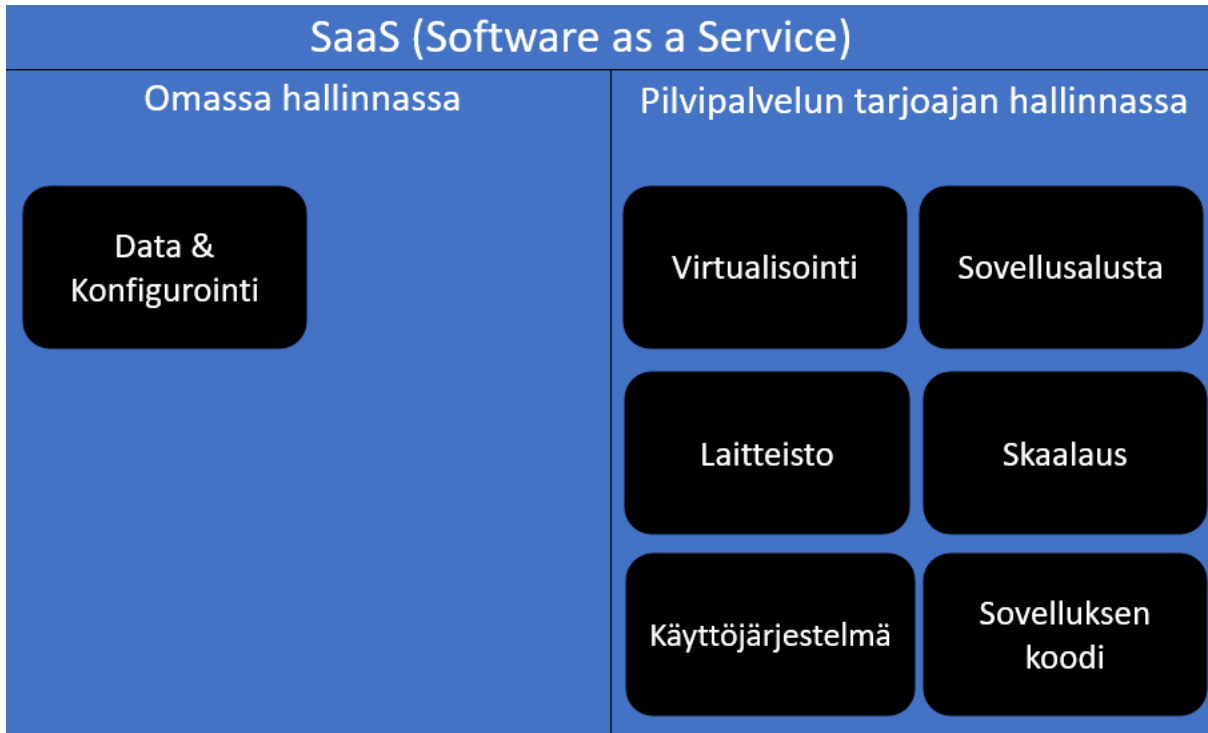 SaaS (Software as a Service)
Omassa hallinnassa
Pilvipalvelun tarjoajan hallinnassa
Data &
Konfigurointi
Virtualisointi
Sovellusalusta
Laitteisto
Skaalaus
Käyttöjärjestelmä
Sovelluksen
koodi